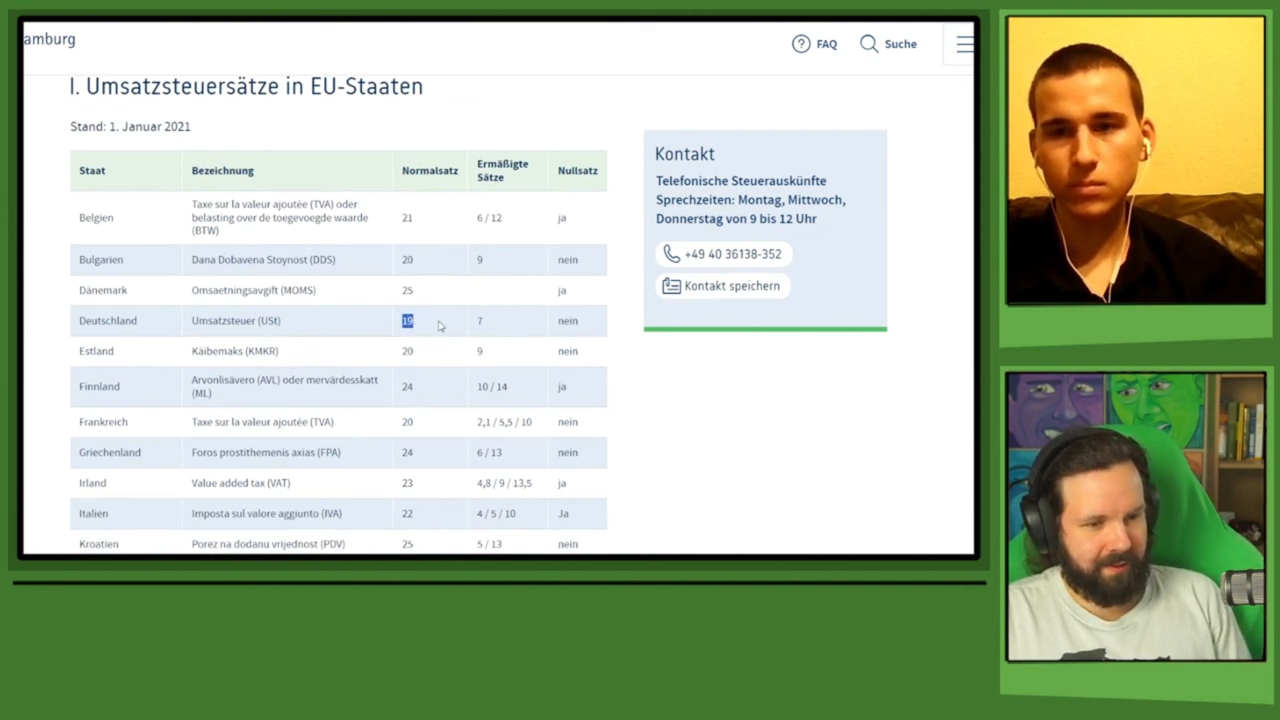 amburg
FAQ
Suche
I. Umsatzsteuersätze in EU-Staaten
Stand: 1. Januar 2021
Staat Bezeichnung Normalsatz Ermäßigte Sätze Nullsatz
Belgien Taxe sur la valeur ajoutée (TVA) oder belasting over de toegevoegde waarde (BTW) 21 6 / 12 ja
Bulgarien Dana Dobavena Stoynost (DDS) 20 9 nein
Dänemark Omsaetningsavgift (MOMS) 25 ja
Deutschland Umsatzsteuer (USt) 19 7 nein
Estland Käibemaks (KMKR) 20 9 nein
Finnland Arvonlisävero (AVL) oder mervärdesskatt (ML) 24 10 / 14 ja
Frankreich Taxe sur la valeur ajoutée (TVA) 20 2,1 / 5,5 / 10 nein
Griechenland Foros prostithemenis axias (FPA) 24 6 / 13 nein
Irland Value added tax (VAT) 23 4,8 / 9 / 13,5 ja
Italien Imposta sul valore aggiunto (IVA) 22 4 / 5 / 10 Ja
Kroatien Porez na dodanu vrijednost (PDV) 25 5 / 13 nein
Kontakt
Telefonische Steuerauskünfte
Sprechzeiten: Montag, Mittwoch,
Donnerstag von 9 bis 12 Uhr
+49 40 36138-352
Kontakt speichern